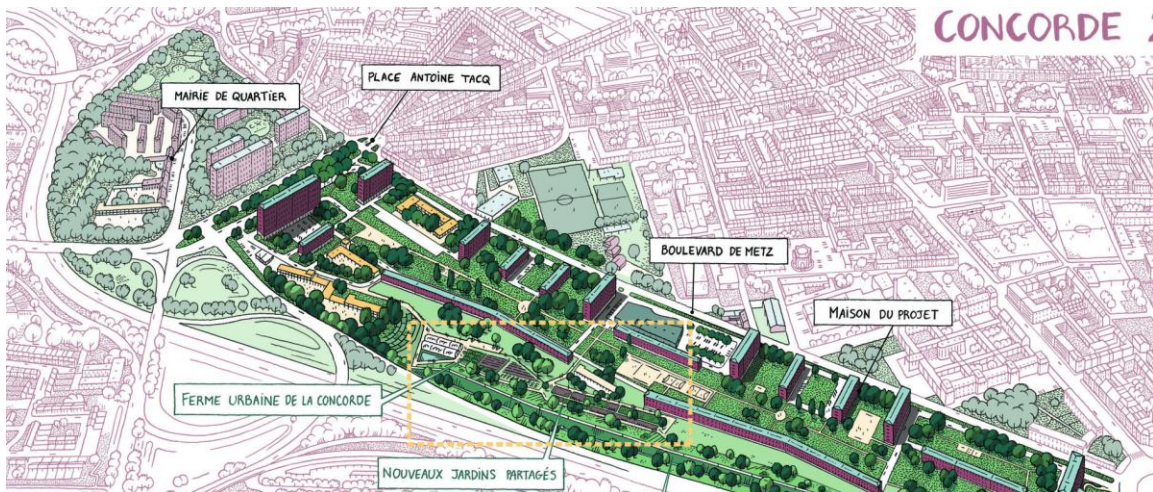 CONCORDE
PLACE ANTOINE TACQ
MAIRIE DE QUARTIER
BOULEVARD DE METZ
MAISON DU PROJET
FERME URBAINE DE LA CONCORDE
NOUVEAUX JARDINS PARTAGÉS